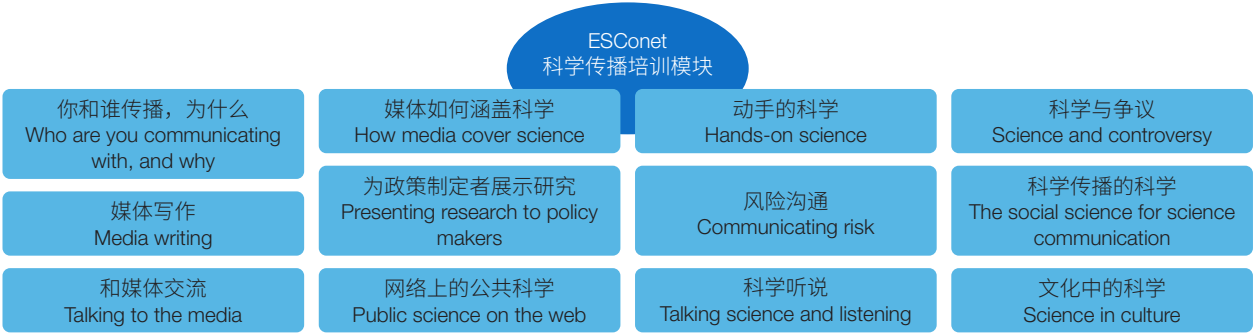 ESConet
科学传播培训模块
你和谁传播，为什么
Who are you communicating
with, and why
媒体如何涵盖科学
How media cover science
动手的科学
Hands-on science
科学与争议
Science and controversy
媒体写作
Media writing
为政策制定者展示研究
Presenting research to policy
makers
风险沟通
Communicating risk
科学传播的科学
The social science for science
communication
和媒体交流
Talking to the media
网络上的公共科学
Public science on the web
科学听说
Talking science and listening
文化中的科学
Science in culture